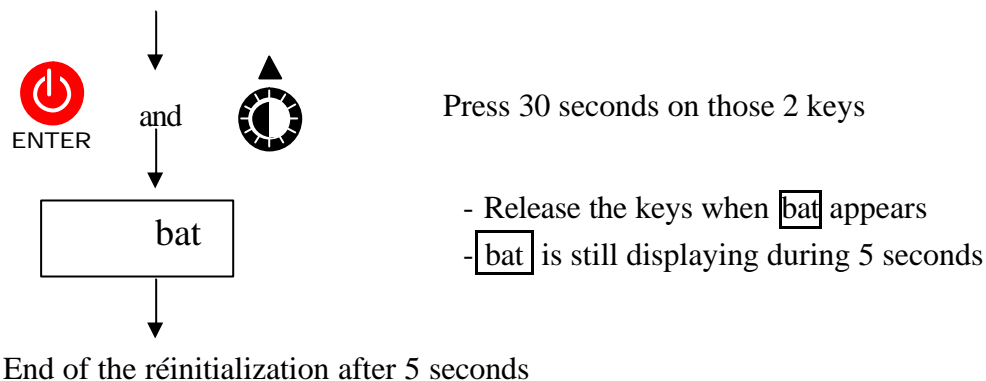 ENTER
and
Press 30 seconds on those 2 keys
bat
- Release the keys when bat appears
- bat is still displaying during 5 seconds
End of the réinitialization after 5 seconds